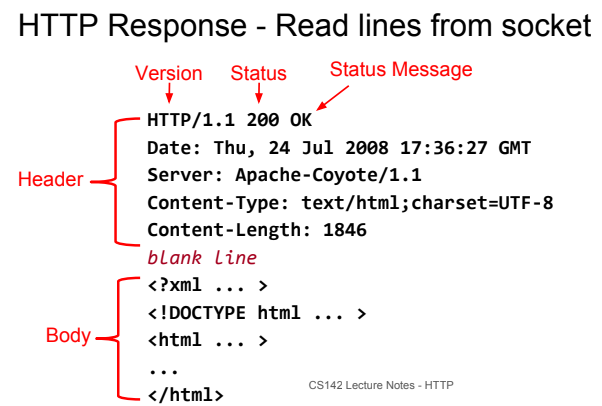 HTTP Response - Read lines from socket
Version Status Status Message
HTTP/1.1 200 OK
Date: Thu, 24 Jul 2008 17:36:27 GMT
Server: Apache-Coyote/1.1
Header
Content-Type: text/html;charset=UTF-8
Content-Length: 1846
blank line
<?xml ... >
<!DOCTYPE html ... >
Body
<html ... >
...
</html>
CS142 Lecture Notes - HTTP